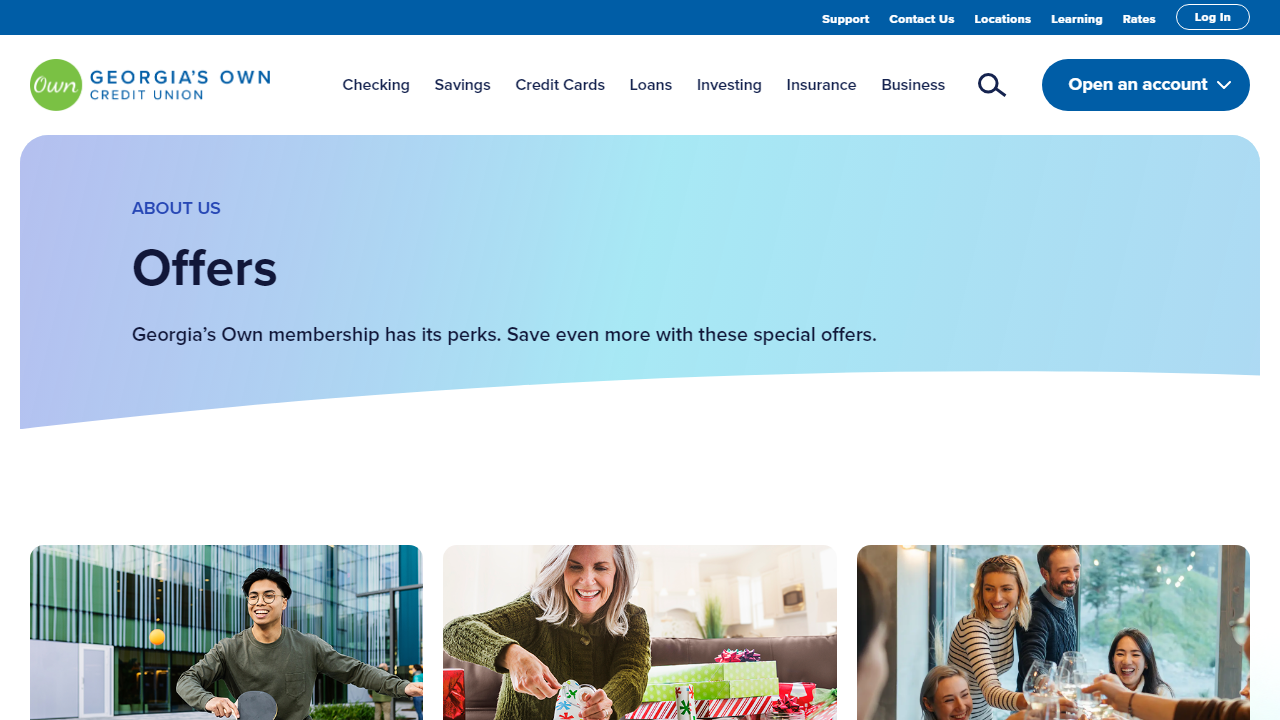 Support Contact Us Locations Learning Rates Log In
Own GEORGIA'S OWN
CREDIT UNION
Checking Savings Credit Cards Loans Investing Insurance Business Open an account
ABOUT US
Offers
Georgia’s Own membership has its perks. Save even more with these special offers.